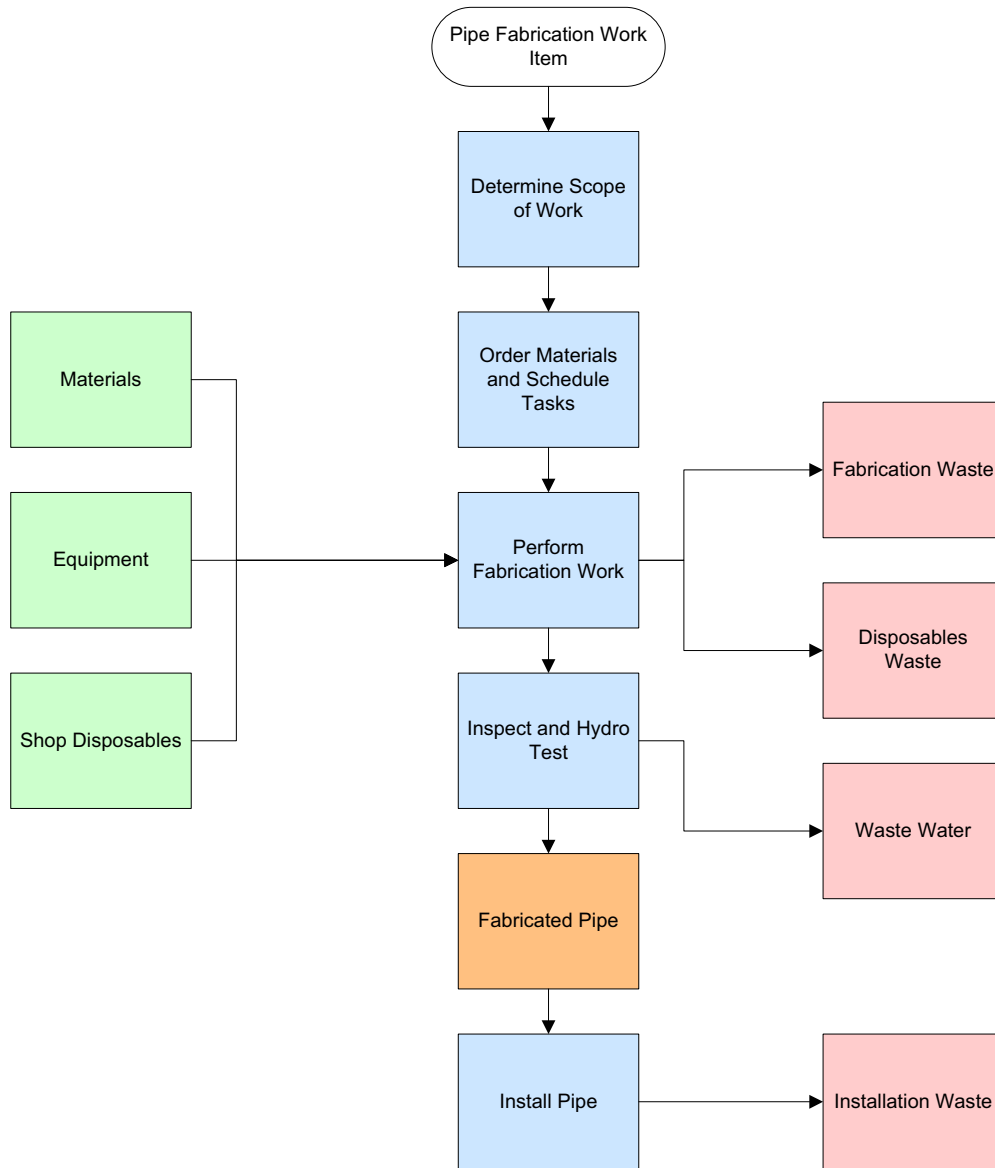 Pipe Fabrication Work
Item
Determine Scope
of Work
Materials
Order Materials
and Schedule
Tasks
Fabrication Waste
Equipment
Perform
Fabrication Work
Disposables
Waste
Shop Disposables
Inspect and Hydro
Test
Waste Water
Fabricated Pipe
Install Pipe
Installation Waste